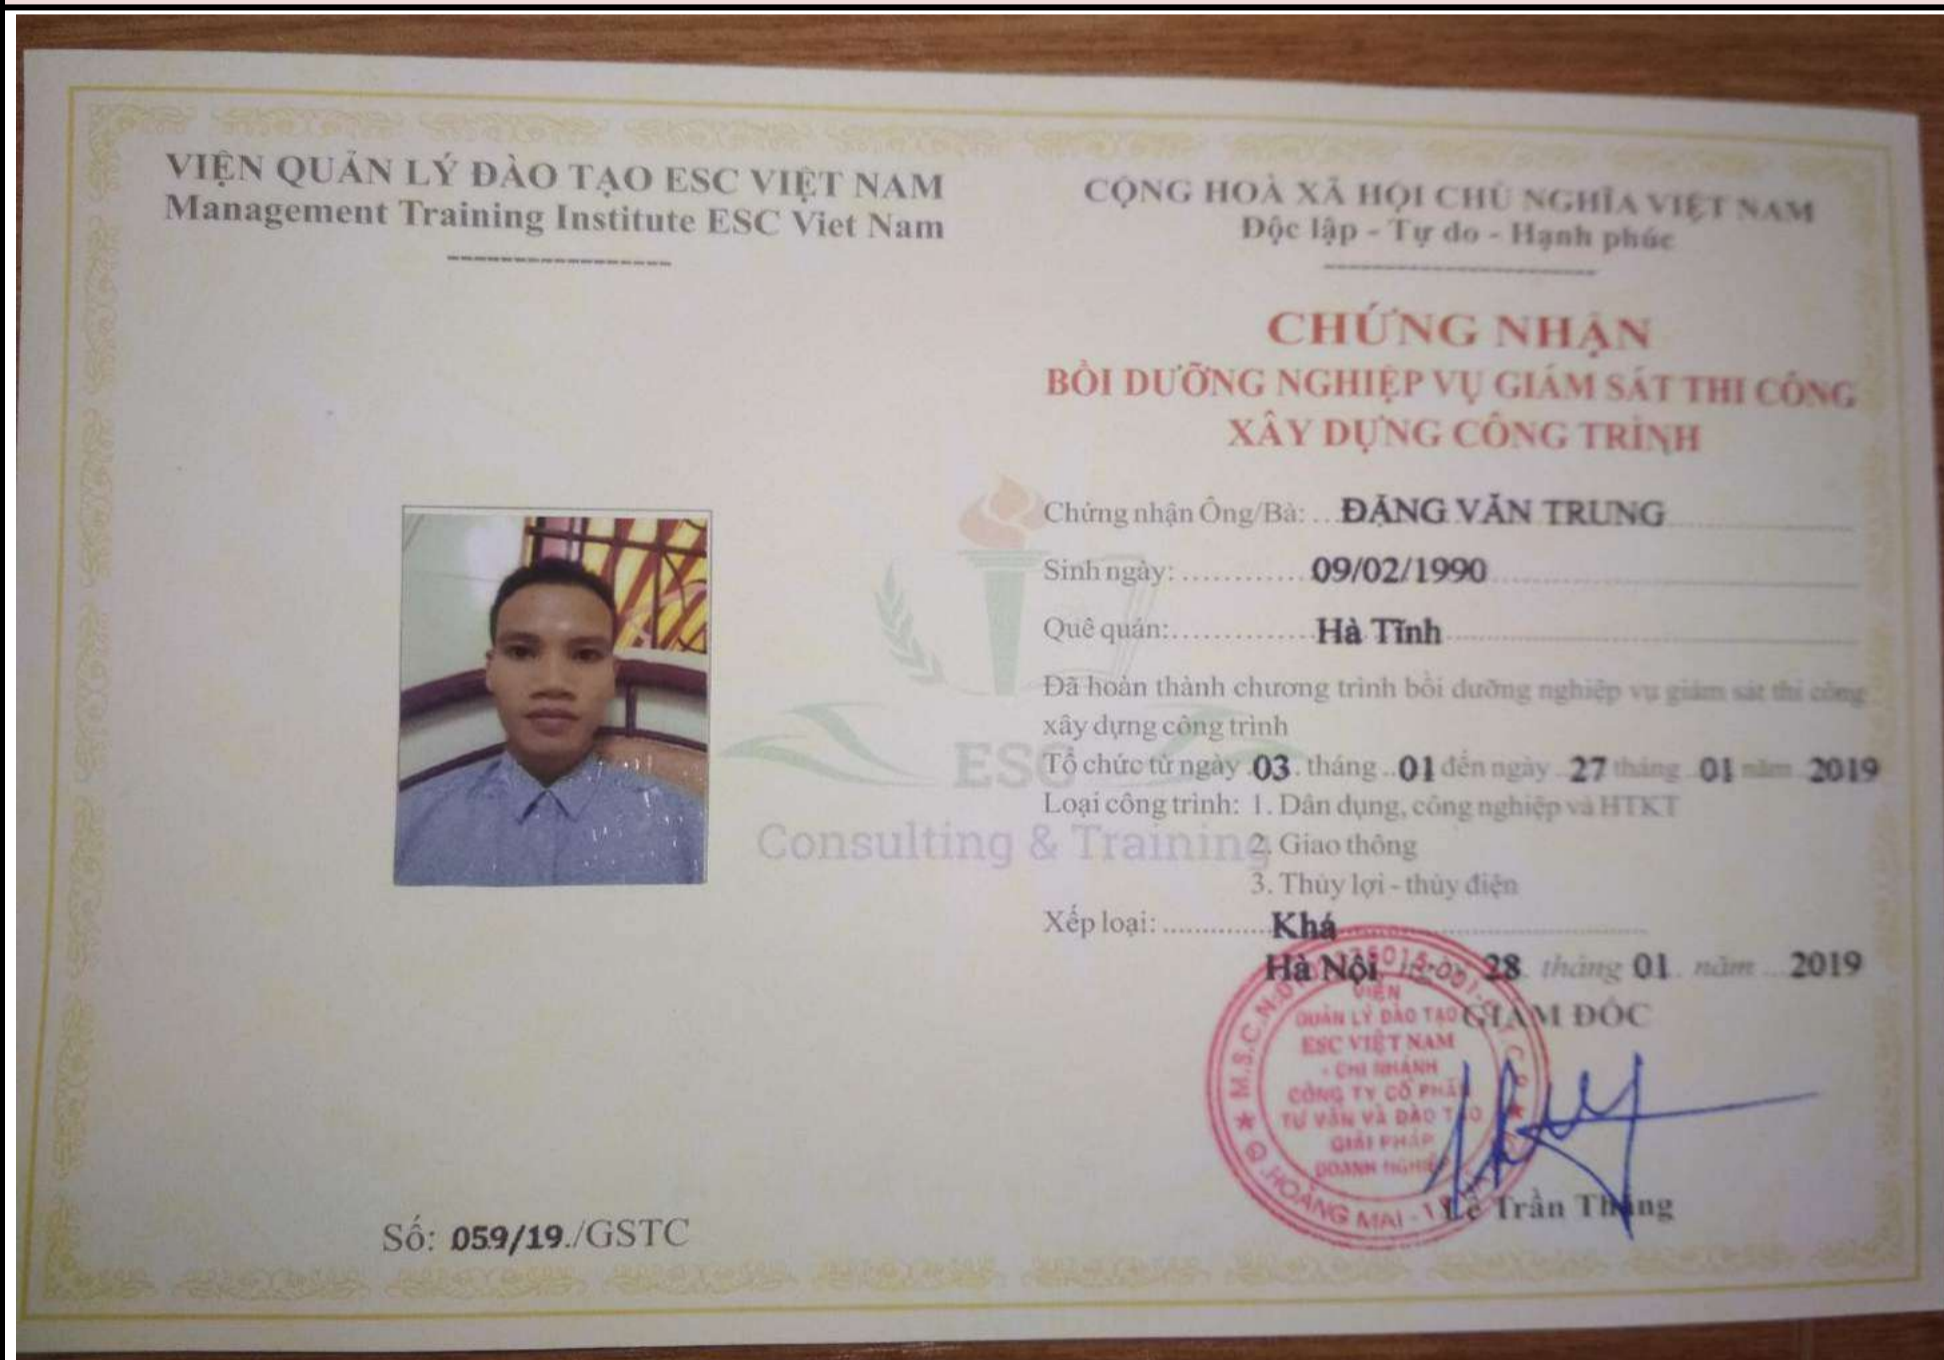 VIỆN QUẢN LÝ ĐÀO TẠO ESC VIỆT NAM
Management Training Institute ESC Viet Nam
CỘNG HOÀ XÃ HỘI CHỦ NGHĨA VIỆT NAM
Độc lập - Tự do - Hạnh phúc
CHỨNG NHẬN
BỒI DƯỠNG NGHIỆP VỤ GIÁM SÁT THI CÔNG
XÂY DỰNG CÔNG TRÌNH
Chứng nhận Ông/Bà: ĐẶNG VĂN TRUNG
Sinh ngày: 09/02/1990
Quê quán: Hà Tĩnh
Đã hoàn thành chương trình bồi dưỡng nghiệp vụ giám sát thi công
xây dựng công trình
Tổ chức từ ngày 03 tháng 01 đến ngày 27 tháng 01 năm 2019
Loại công trình: 1. Dân dụng, công nghiệp và HTKT
2. Giao thông
3. Thủy lợi - thủy điện
Xếp loại: Khá
Hà Nội, 28 tháng 01 năm 2019
GIÁM ĐỐC
Lê Trần Thắng
ESC
Consulting & Training
VIỆN
QUẢN LÝ ĐÀO TẠO
ESC VIỆT NAM
- CHI NHÁNH
CÔNG TY CỔ PHẦN
TƯ VẤN VÀ ĐÀO TẠO
GIẢI PHÁP
DOANH NGHIỆP
Số: 059/19./GSTC